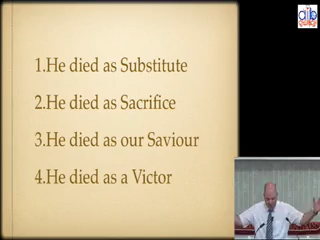 1.He died as Substitute
2.He died as Sacrifice
3.He died as our Saviour
4.He died as a Victor